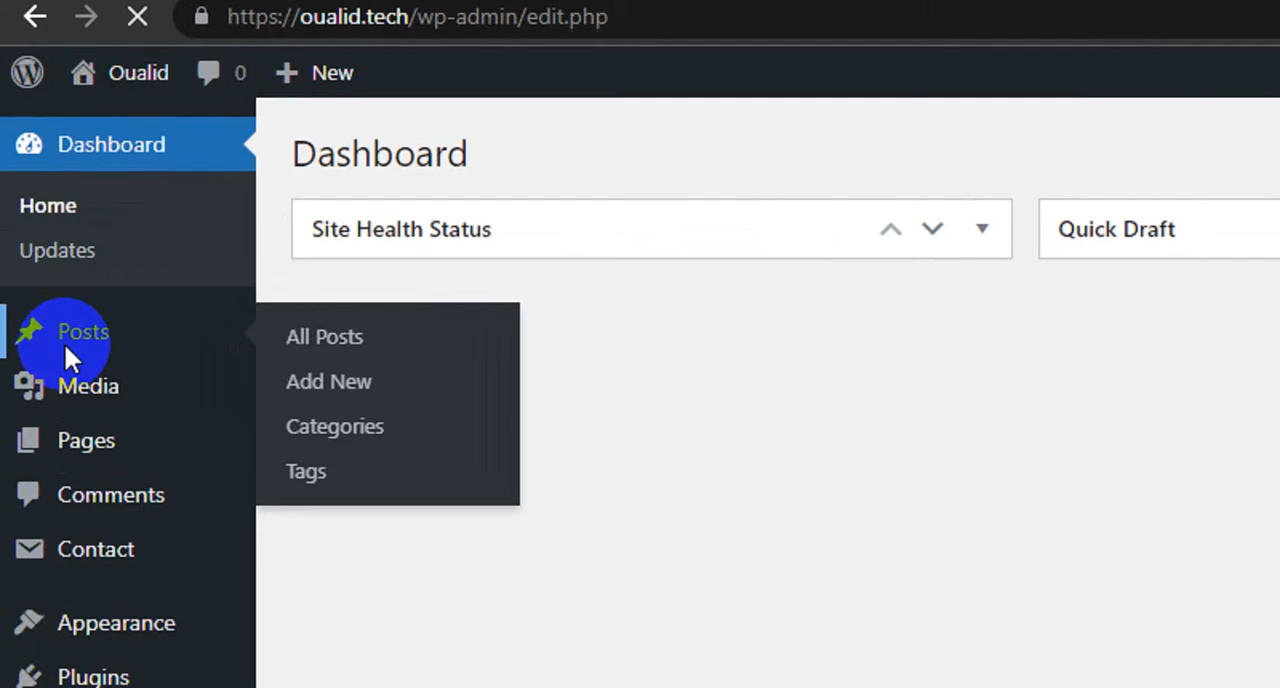 https://oualid.tech/wp-admin/edit.php
Oualid 0 New
Dashboard
Home
Updates
Posts
Media
Pages
Comments
Contact
Appearance
Plugins
All Posts
Add New
Categories
Tags
Dashboard
Site Health Status
Quick Draft